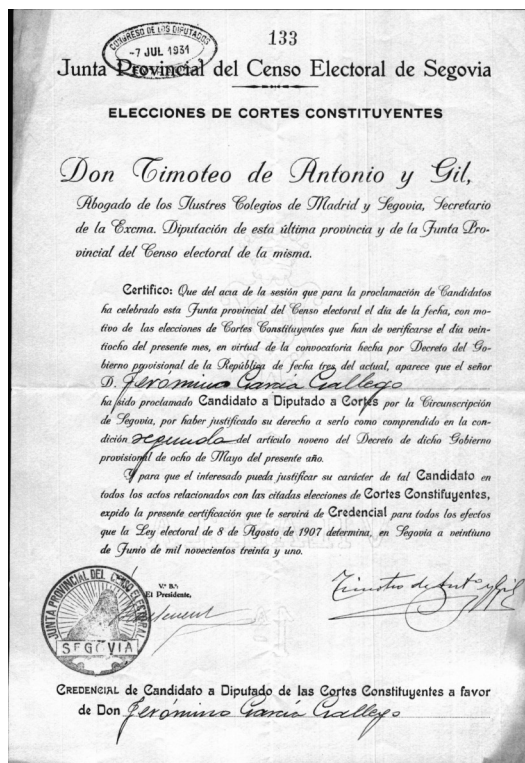 CONGRESO DE LOS DIPUTADOS
-7 JUL 1931
133
Junta Provincial del Censo Electoral de Segovia
ELECCIONES DE CORTES CONSTITUYENTES
Don Timoteo de Antonio y Gil,
Abogado de los Ilustres Colegios de Madrid y Segovia, Secretario
de la Excma. Diputación de esta última provincia y de la Junta Pro-
vincial del Censo electoral de la misma.
Certifico: Que del acta de la sesión que para la proclamación de Candidatos
ha celebrado esta Junta provincial del Censo electoral el día de la fecha, con mo-
tivo de las elecciones de Cortes Constituyentes que han de verificarse el día vein-
tiocho del presente mes, en virtud de la convocatoria hecha por Decreto del Go-
bierno provisional de la República de fecha tres del actual, aparece que el señor
D. Jerónimo García Gallego
ha sido proclamado Candidato a Diputado a Cortes por la Circunscripción
de Segovia, por haber justificado su derecho a serlo como comprendido en la con-
dición segunda del artículo noveno del Decreto de dicho Gobierno
provisional de ocho de Mayo del presente año.
Y para que el interesado pueda justificar su carácter de tal Candidato en
todos los actos relacionados con las citadas elecciones de Cortes Constituyentes,
expido la presente certificación que le servirá de Credencial para todos los efectos
que la Ley electoral de 8 de Agosto de 1907 determina, en Segovia a veintiuno
de Junio de mil novecientos treinta y uno.
V.º B.º
El Presidente,
Timoteo de Antº y Gil
JUNTA PROVINCIAL DEL CENSO ELECTORAL
SEGOVIA
CREDENCIAL de Candidato a Diputado de las Cortes Constituyentes a favor
de Don Jerónimo García Gallego